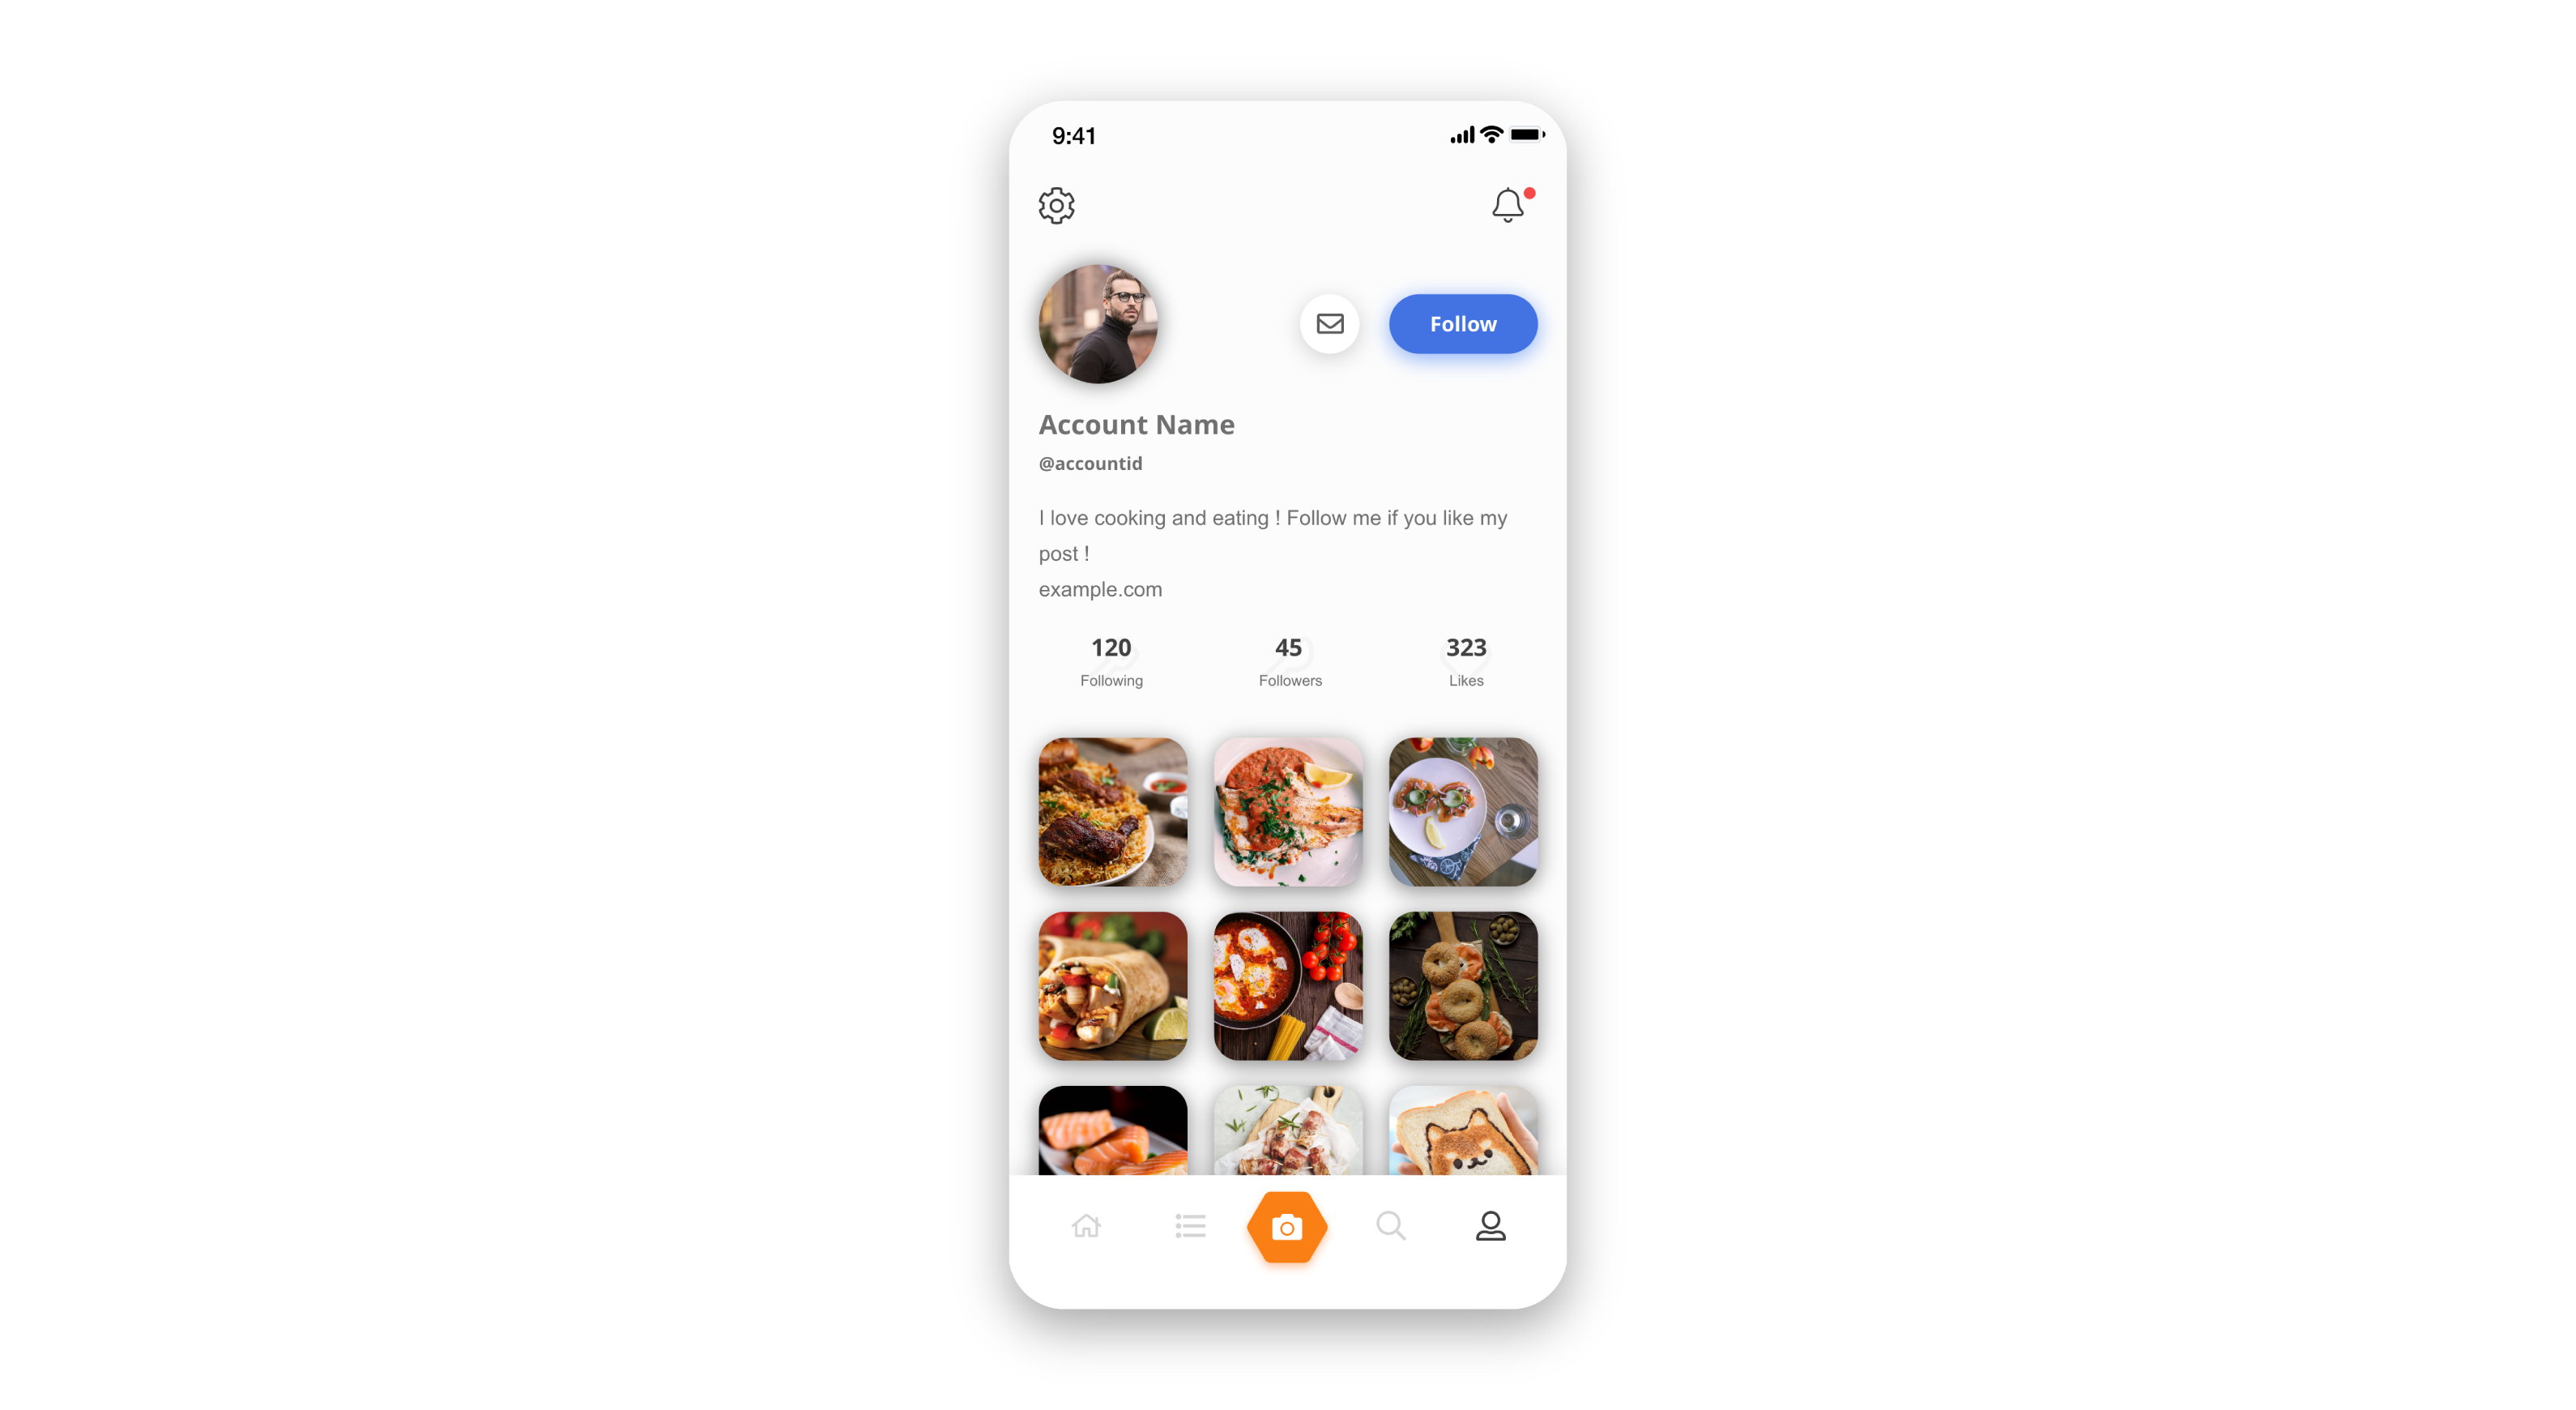 9:41
Follow
Account Name
@accountid
I love cooking and eating ! Follow me if you like my
post !
example.com
120 45 323
Following Followers Likes